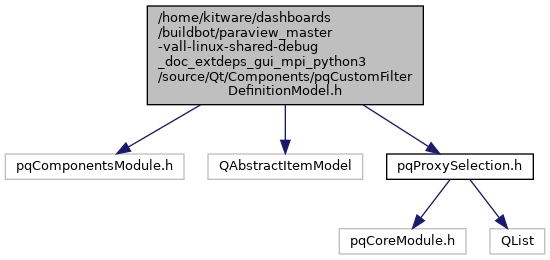 /home/kitware/dashboards
/buildbot/paraview_master
-vall-linux-shared-debug
_doc_extdeps_gui_mpi_python3
/source/Qt/Components/pqCustomFilter
DefinitionModel.h
pqComponentsModule.h
QAbstractItemModel
pqProxySelection.h
pqCoreModule.h
QList